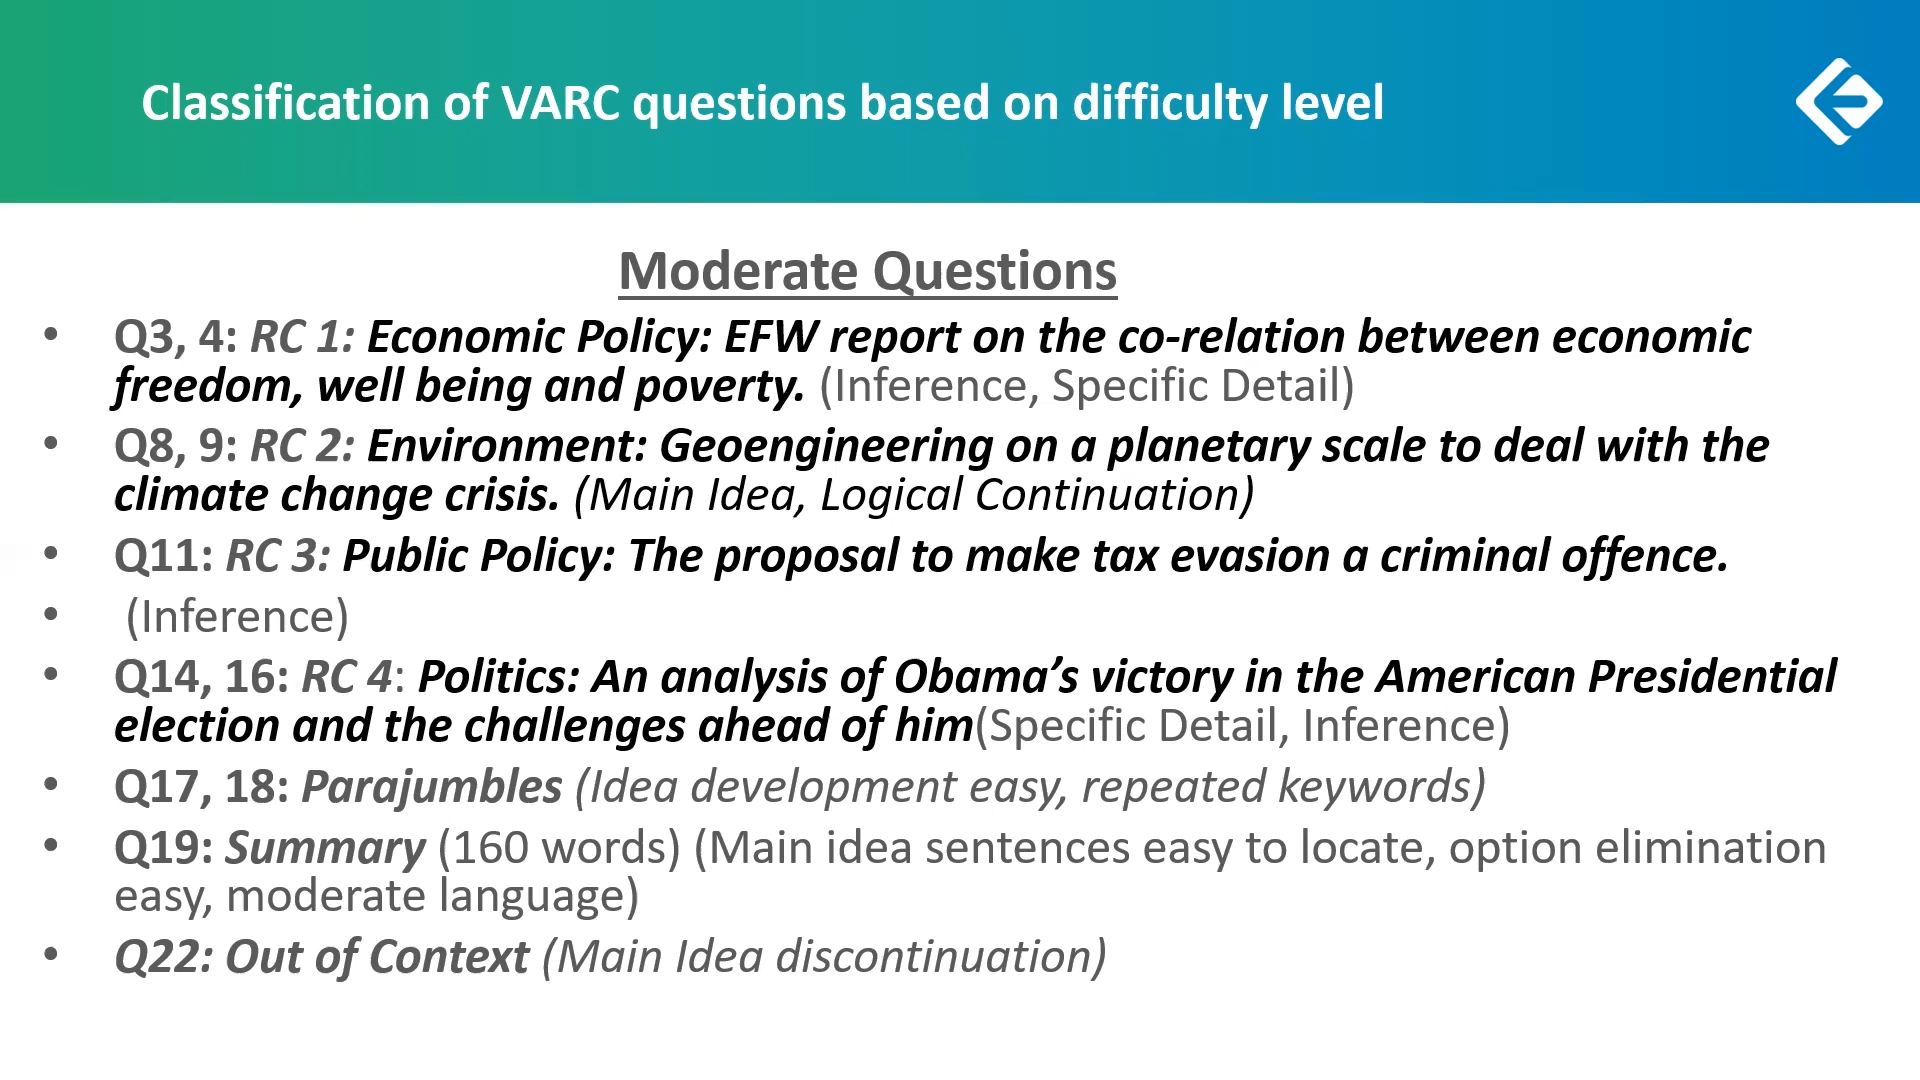 Classification of VARC questions based on difficulty level
Moderate Questions
• Q3, 4: RC 1: Economic Policy: EFW report on the co-relation between economic
freedom, well being and poverty. (Inference, Specific Detail)
• Q8, 9: RC 2: Environment: Geoengineering on a planetary scale to deal with the
climate change crisis. (Main Idea, Logical Continuation)
• Q11: RC 3: Public Policy: The proposal to make tax evasion a criminal offence.
• (Inference)
• Q14, 16: RC 4: Politics: An analysis of Obama’s victory in the American Presidential
election and the challenges ahead of him(Specific Detail, Inference)
• Q17, 18: Parajumbles (Idea development easy, repeated keywords)
• Q19: Summary (160 words) (Main idea sentences easy to locate, option elimination
easy, moderate language)
• Q22: Out of Context (Main Idea discontinuation)